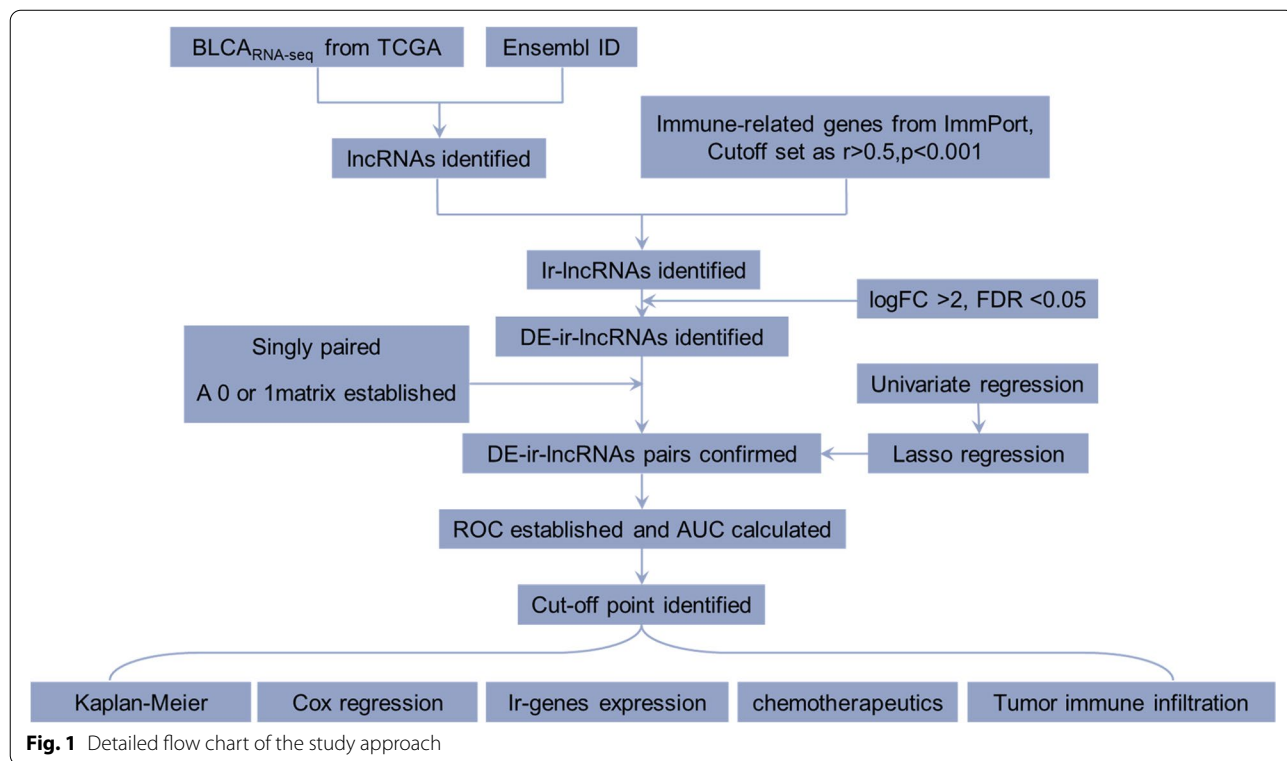 BLCA RNA-seq from TCGA
Ensembl ID
Immune-related genes from ImmPort,
Cutoff set as r>0.5,p<0.001
lncRNAs identified
Ir-lncRNAs identified
logFC >2, FDR <0.05
DE-ir-lncRNAs identified
Singly paired
A 0 or 1matrix established
Univariate regression
DE-ir-lncRNAs pairs confirmed
Lasso regression
ROC established and AUC calculated
Cut-off point identified
Kaplan-Meier
Cox regression
Ir-genes expression
chemotherapeutics
Tumor immune infiltration
Fig. 1 Detailed flow chart of the study approach